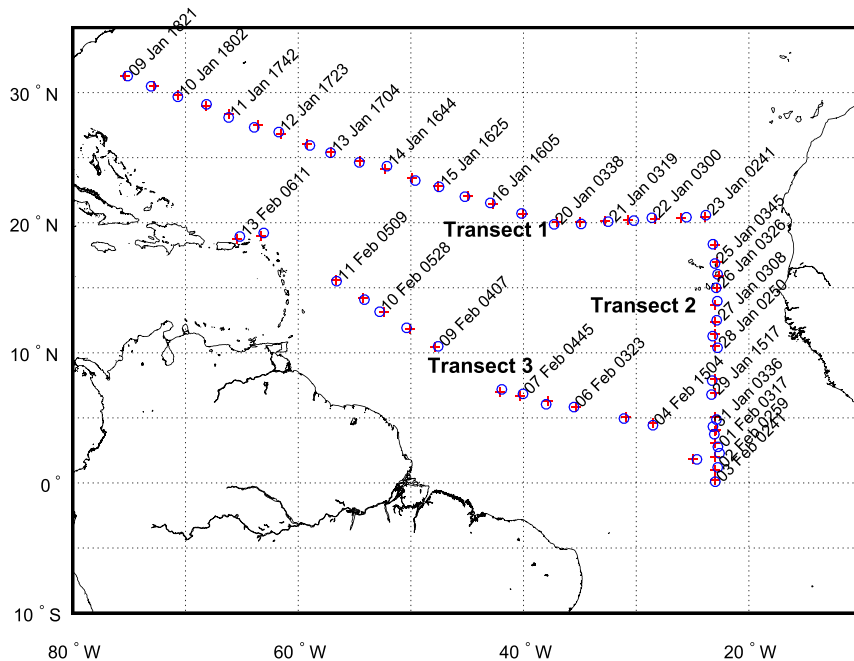 09 Jan 1821
10 Jan 1802
11 Jan 1742
12 Jan 1723
13 Jan 1704
14 Jan 1644
15 Jan 1625
16 Jan 1605
20 Jan 0338
21 Jan 0319
22 Jan 0300
23 Jan 0241
Transect 1
25 Jan 0345
26 Jan 0326
27 Jan 0308
28 Jan 0250
29 Jan 1517
31 Jan 0336
01 Feb 0317
02 Feb 0259
03 Feb 0241
Transect 2
04 Feb 1504
06 Feb 0323
07 Feb 0445
09 Feb 0407
10 Feb 0528
11 Feb 0509
13 Feb 0611
Transect 3
30 ° N
20 ° N
10 ° N
0 °
10 ° S
80 ° W
60 ° W
40 ° W
20 ° W